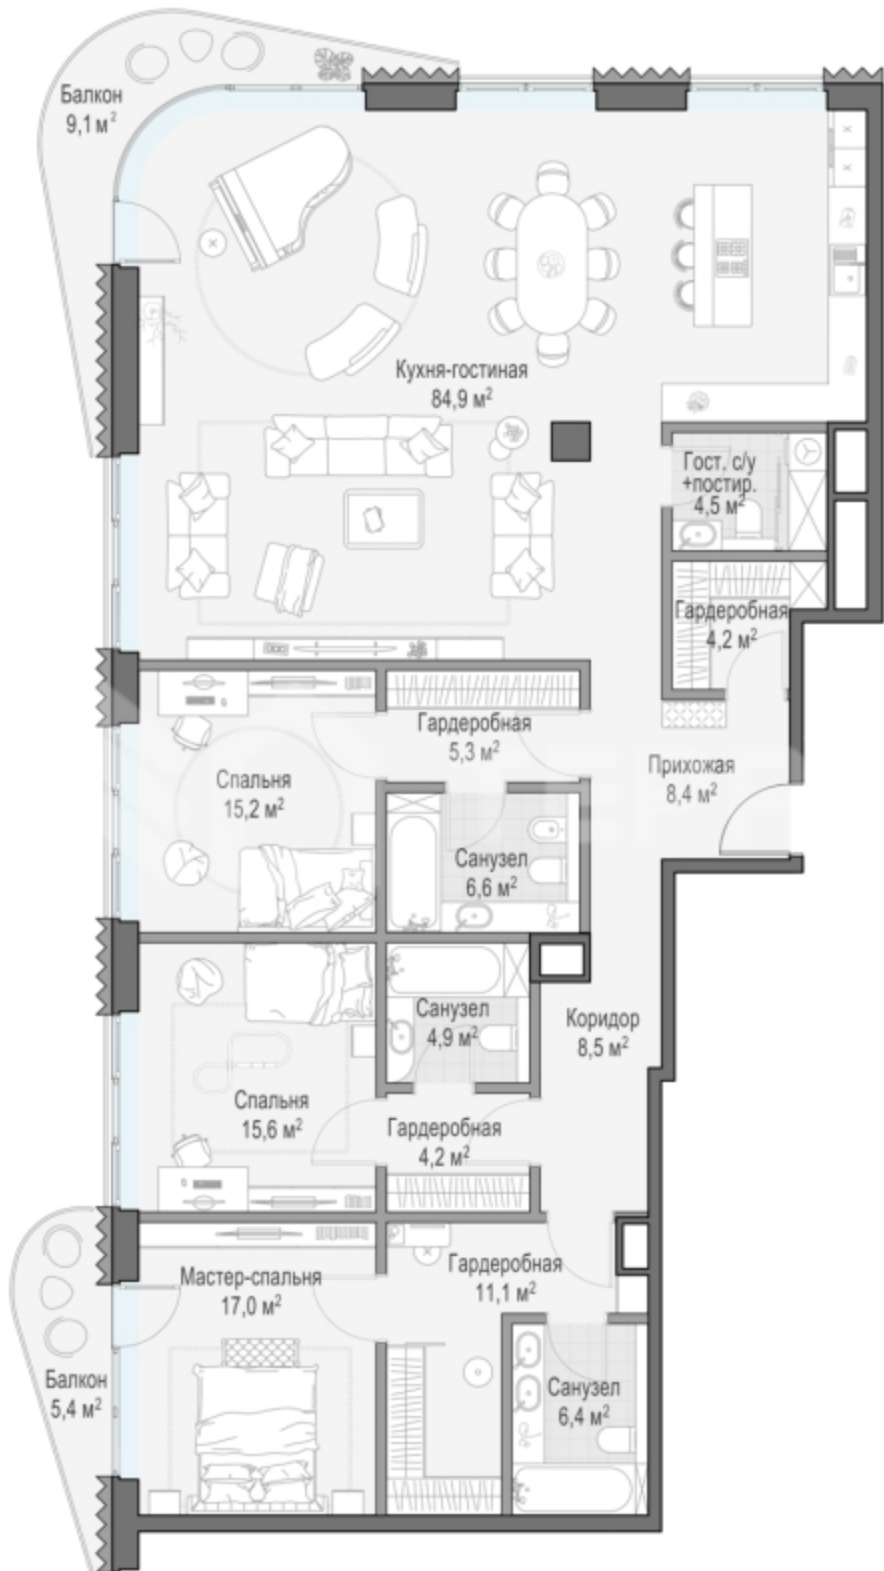 Балкон
9,1 м²
Кухня-гостиная
84,9 м²
Гост. с/у
+постир.
4,5 м²
Гардеробная
4,2 м²
Гардеробная
5,3 м²
Прихожая
8,4 м²
Спальня
15,2 м²
Санузел
6,6 м²
Санузел
4,9 м²
Коридор
8,5 м²
Спальня
15,6 м²
Гардеробная
4,2 м²
Мастер-спальня
17,0 м²
Гардеробная
11,1 м²
Балкон
5,4 м²
Санузел
6,4 м²